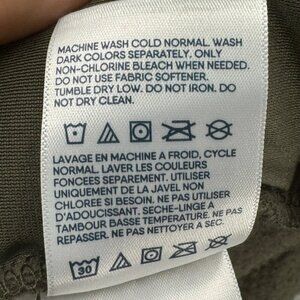 MACHINE WASH COLD NORMAL. WASH
DARK COLORS SEPARATELY. ONLY
NON-CHLORINE BLEACH WHEN NEEDED.
DO NOT USE FABRIC SOFTENER.
TUMBLE DRY LOW. DO NOT IRON. DO
NOT DRY CLEAN.
LAVAGE EN MACHINE A FROID, CYCLE
NORMAL. LAVER LES COULEURS
FONCEES SEPAREMENT. UTILISER
UNIQUEMENT DE LA JAVEL NON
CHLOREE SI BESOIN. NE PAS UTILISER
D'ADOUCISSANT. SECHE-LINGE A
TAMBOUR BASSE TEMPERATURE. NE PAS
REPASSER. NE PAS NETTOYER A SEC.
30